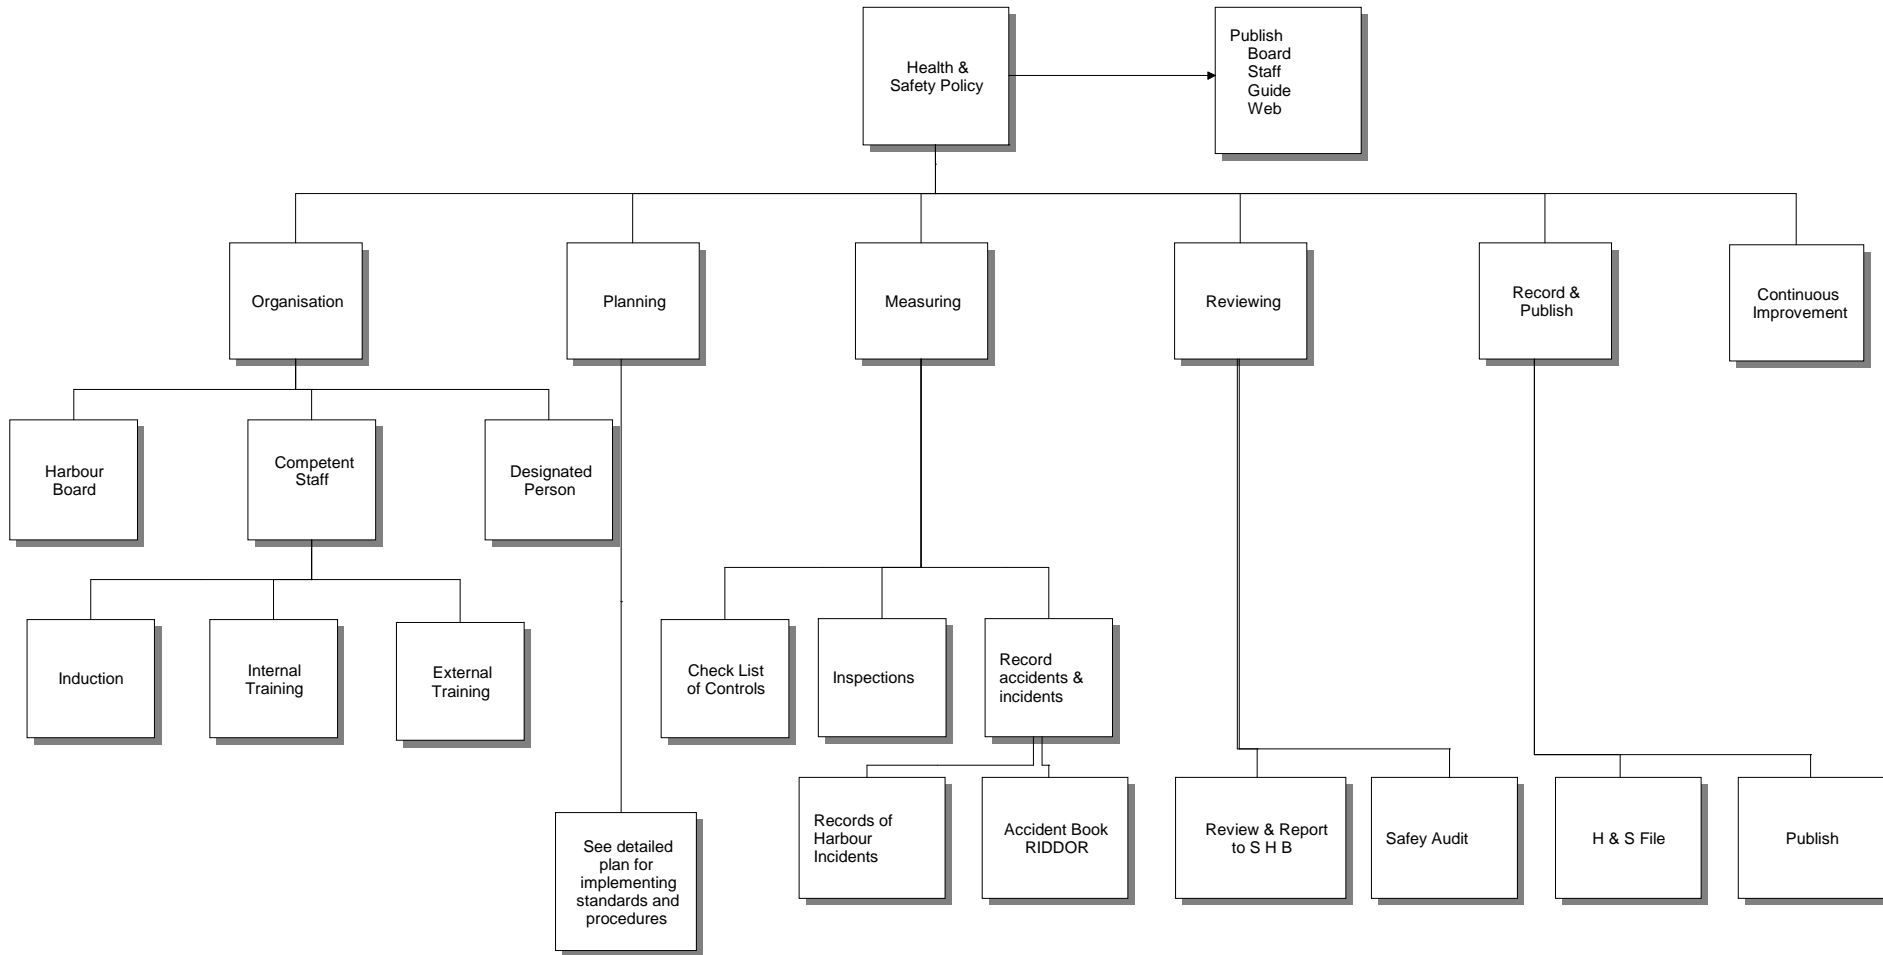 Health &
Safety Policy
Publish
Board
Staff
Guide
Web
Organisation
Planning
Measuring
Reviewing
Record &
Publish
Continuous
Improvement
Harbour
Board
Competent
Staff
Designated
Person
Induction
Internal
Training
External
Training
Check List
of Controls
Inspections
Record
accidents &
incidents
See detailed
plan for
implementing
standards and
procedures
Records of
Harbour
Incidents
Accident Book
RIDDOR
Review & Report
to S H B
Safey Audit
H & S File
Publish